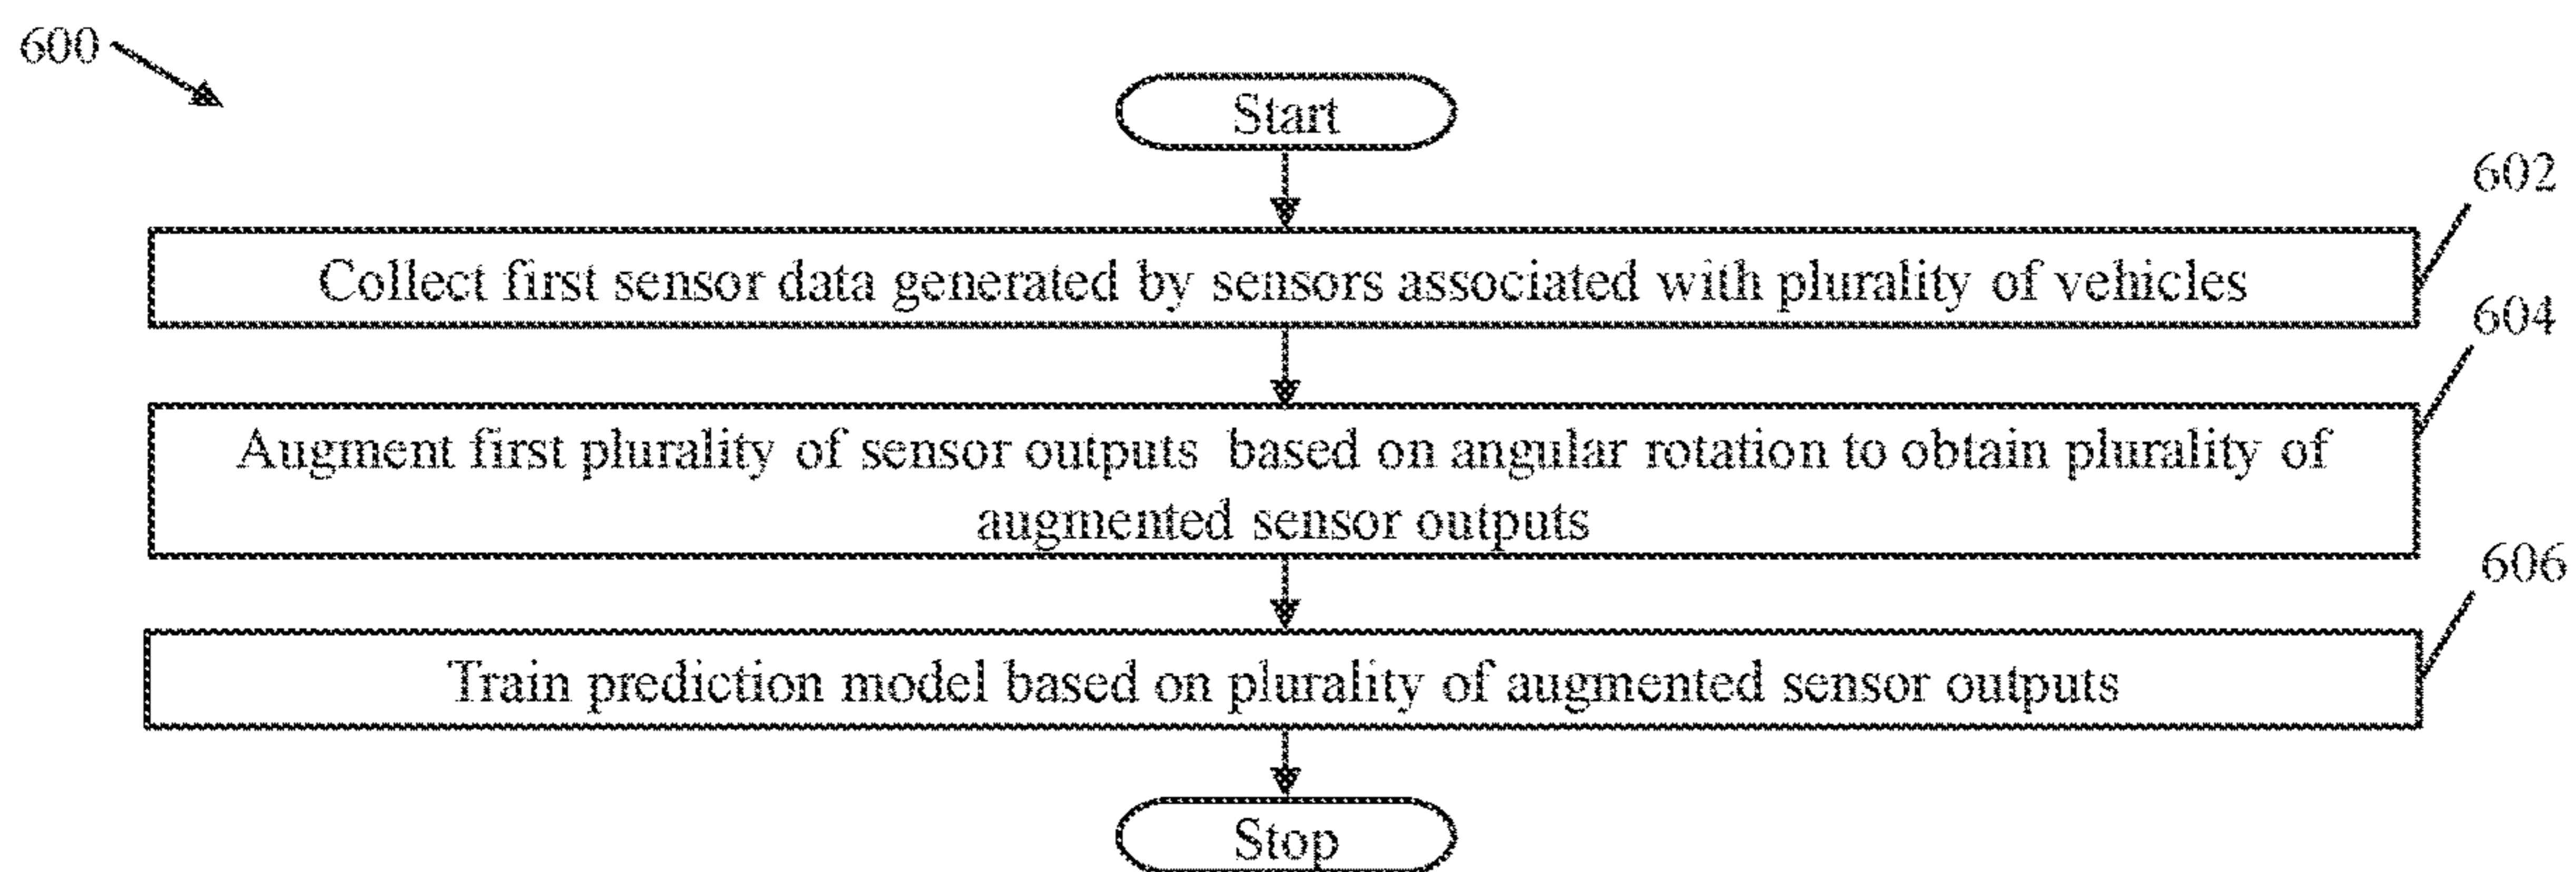 600
Start
602
Collect first sensor data generated by sensors associated with plurality of vehicles
604
Augment first plurality of sensor outputs based on angular rotation to obtain plurality of
augmented sensor outputs
606
Train prediction model based on plurality of augmented sensor outputs
Stop